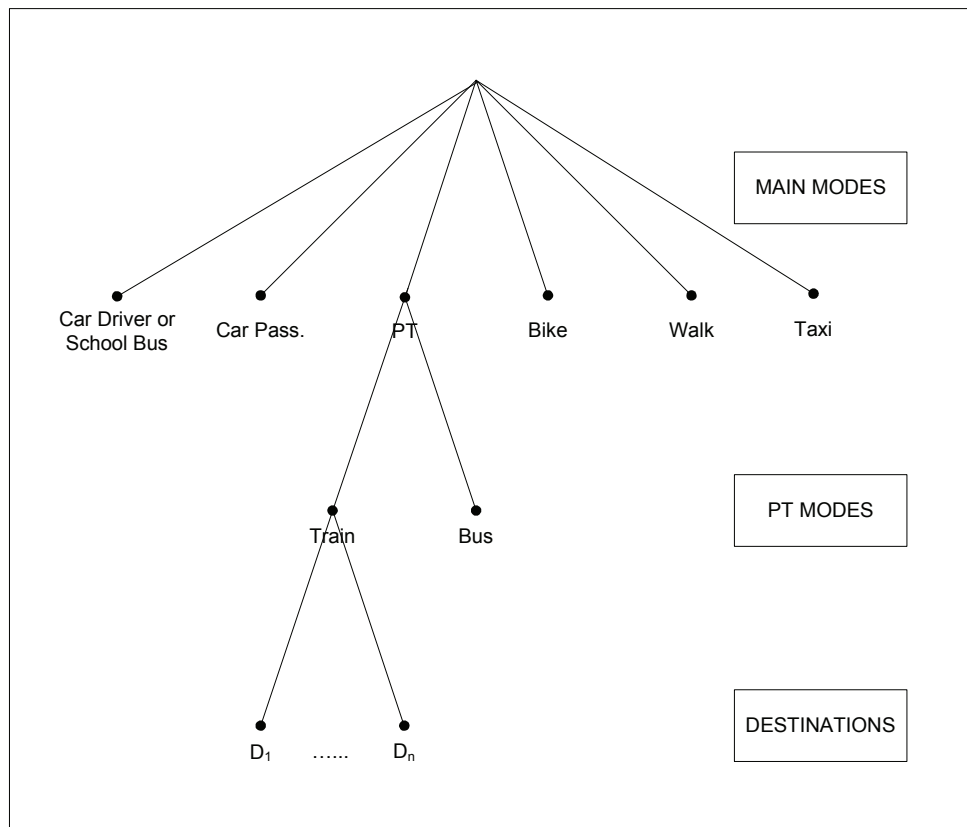 MAIN MODES
Car Driver or
School Bus
Car Pass.
PT
Bike
Walk
Taxi
PT MODES
Train
Bus
DESTINATIONS
D₁ …... Dₙ